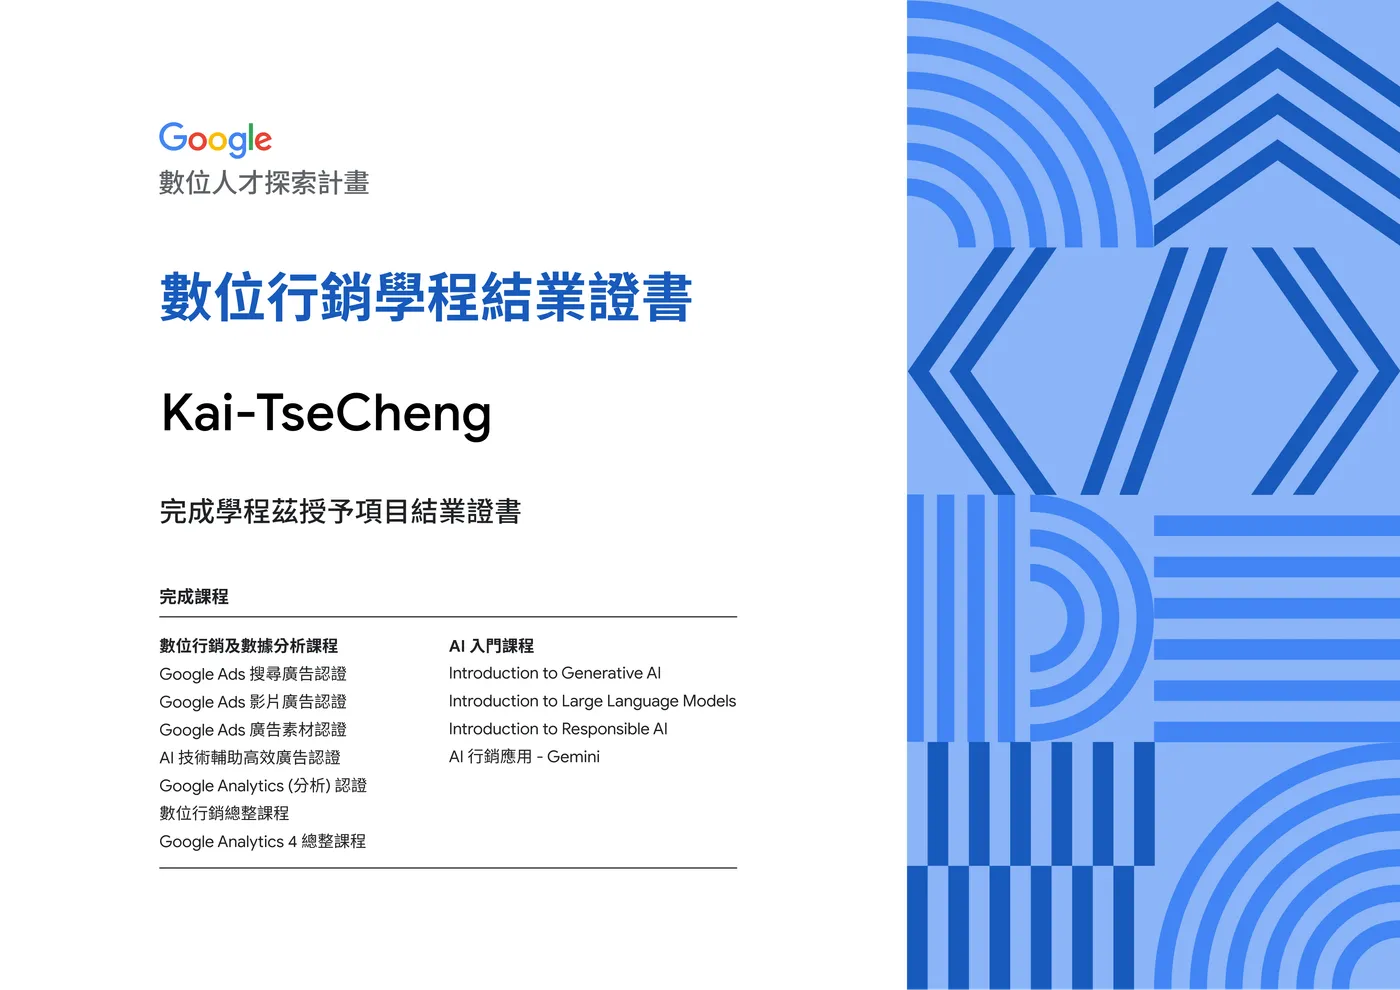 Google
數位人才探索計畫
數位行銷學程結業證書
Kai-TseCheng
完成學程茲授予項目結業證書
完成課程
數位行銷及數據分析課程
Google Ads 搜尋廣告認證
Google Ads 影片廣告認證
Google Ads 廣告素材認證
AI 技術輔助高效廣告認證
Google Analytics (分析) 認證
數位行銷總整課程
Google Analytics 4 總整課程
AI 入門課程
Introduction to Generative AI
Introduction to Large Language Models
Introduction to Responsible AI
AI 行銷應用 - Gemini